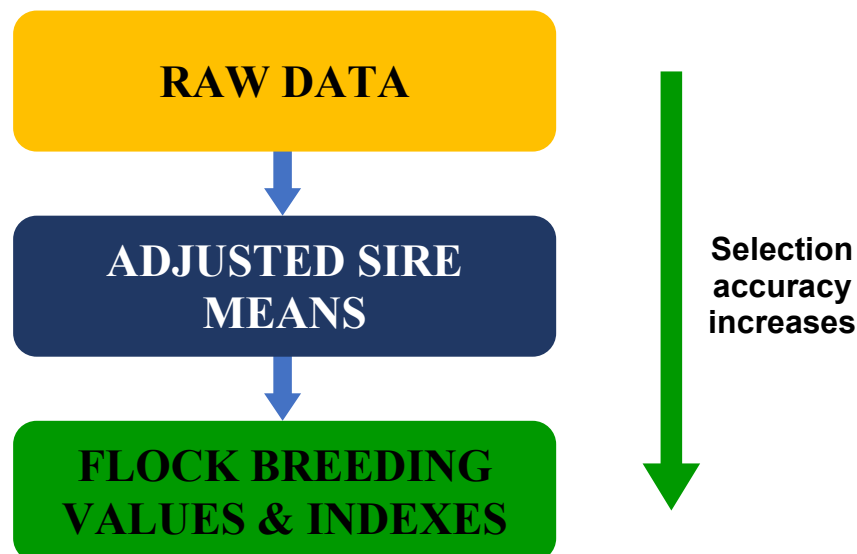 RAW DATA
ADJUSTED SIRE
MEANS
FLOCK BREEDING
VALUES & INDEXES
Selection
accuracy
increases